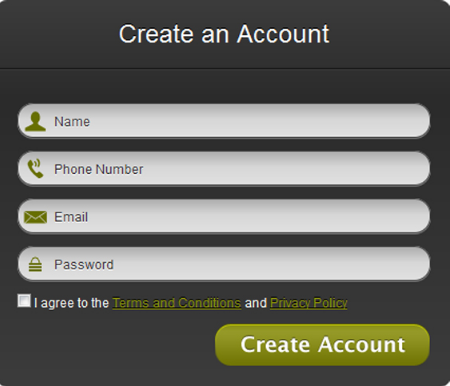 Create an Account
Name
Phone Number
Email
Password
I agree to the Terms and Conditions and Privacy Policy
Create Account